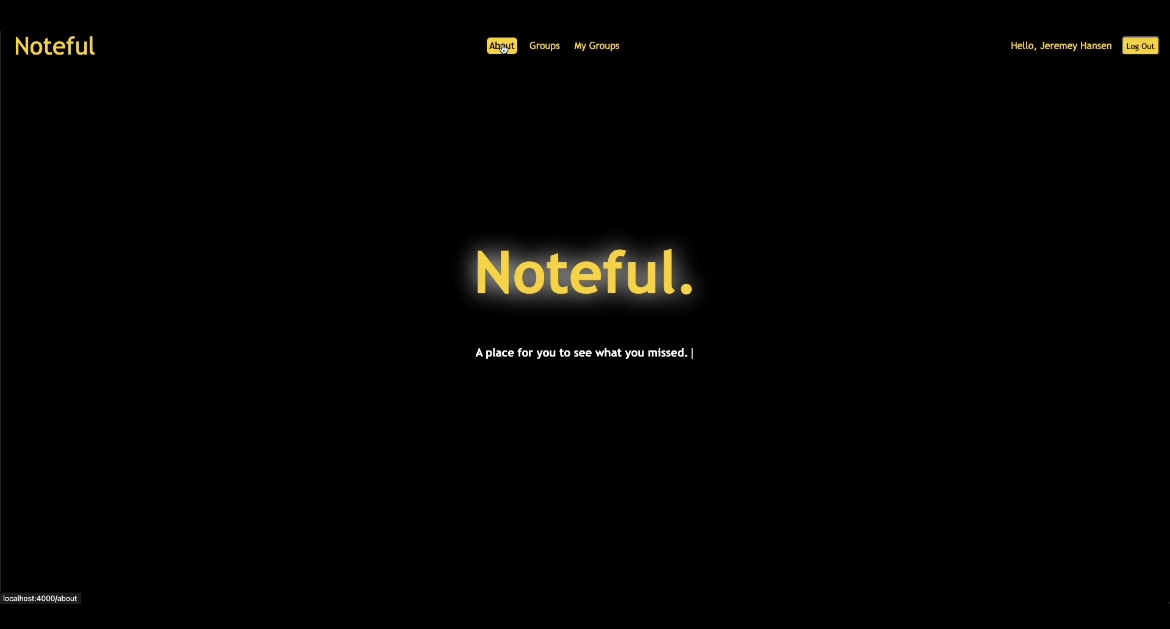 Noteful
About Groups My Groups
Hello, Jeremey Hansen Log Out
Noteful.
A place for you to see what you missed. |
localhost:4000/about